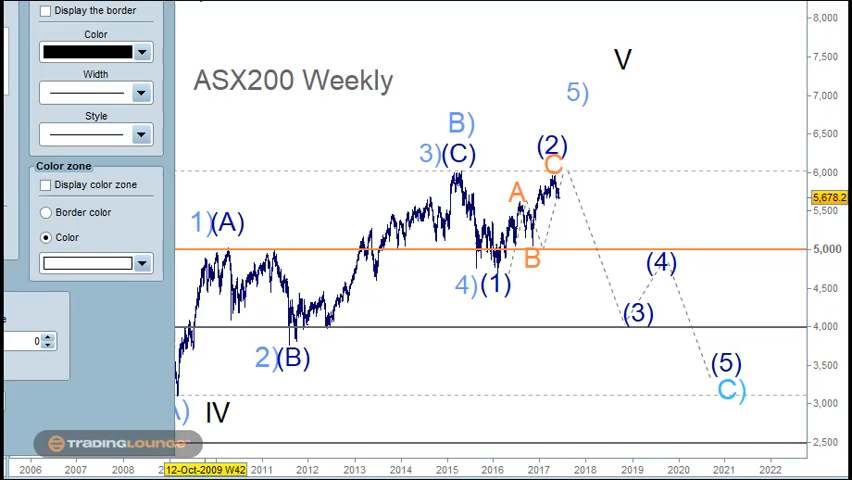 Display the border
Color
Width
Style
Color zone
Display color zone
Border color
Color
0
ASX200 Weekly
V
5)
B)
3)(C)
(2)
C
A
1)(A)
B
4)(1)
(4)
(3)
2)(B)
(5)
C)
A)
IV
8,000
7,500
7,000
6,500
6,000
5,678.2
5,500
5,000
4,500
4,000
3,500
3,000
2,500
TRADINGLOUNGE
2006 2007 2008 12-Oct-2009 W42 2011 2012 2013 2014 2015 2016 2017 2018 2019 2020 2021 2022